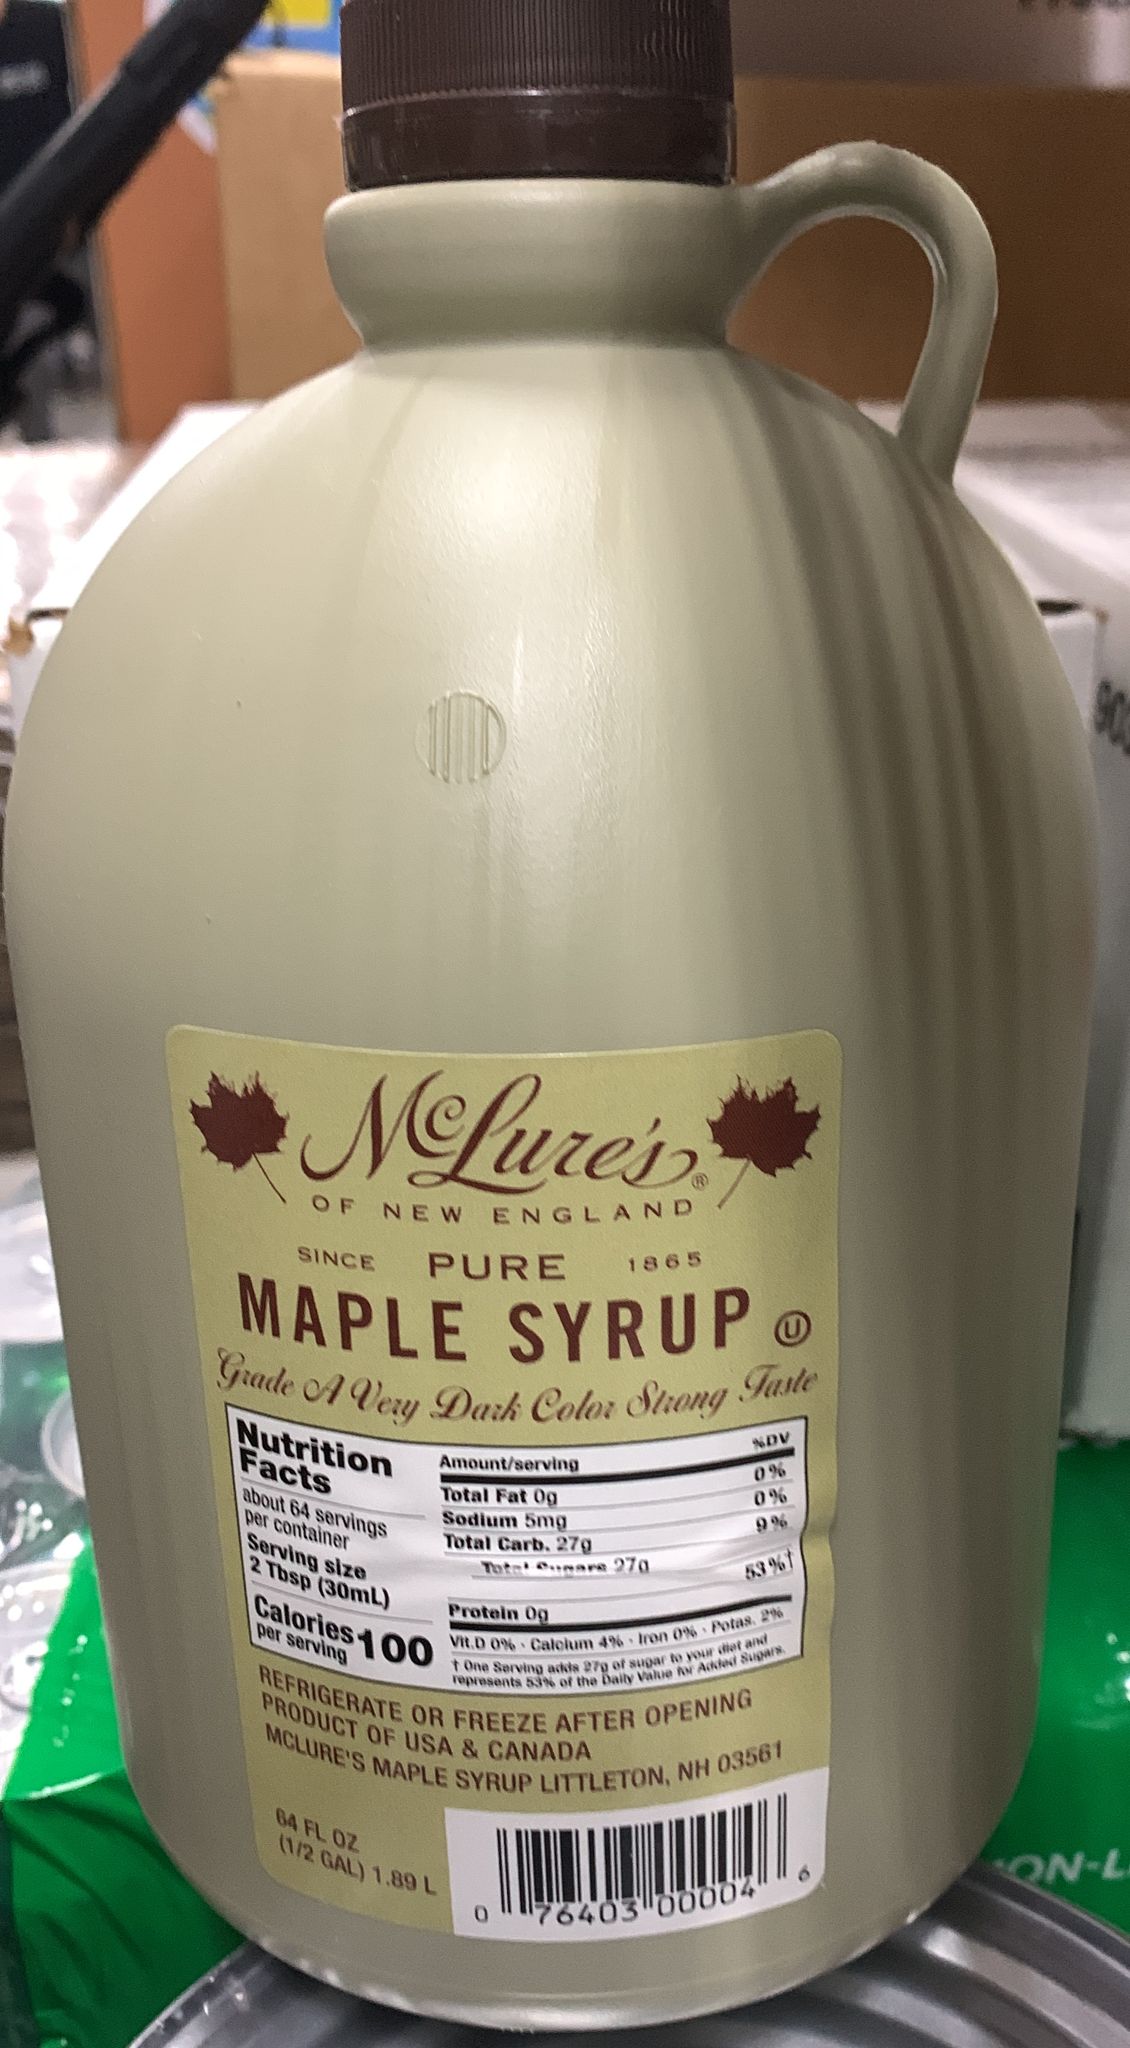 McLure's®
OF NEW ENGLAND
SINCE PURE 1865
MAPLE SYRUP U
Grade A Very Dark Color Strong Taste
Nutrition
Facts
about 64 servings
per container
Serving size
2 Tbsp (30mL)
Calories 100
per serving
Amount/serving %DV
Total Fat 0g 0%
Sodium 5mg 0%
Total Carb. 27g 9%
Total Sugars 27g 53%†
Protein 0g
Vit.D 0% · Calcium 4% · Iron 0% · Potas. 2%
† One Serving adds 27g of sugar to your diet and
represents 53% of the Daily Value for Added Sugars.
REFRIGERATE OR FREEZE AFTER OPENING
PRODUCT OF USA & CANADA
MCLURE'S MAPLE SYRUP LITTLETON, NH 03561
64 FL OZ
(1/2 GAL) 1.89 L
0 76403 00004 6